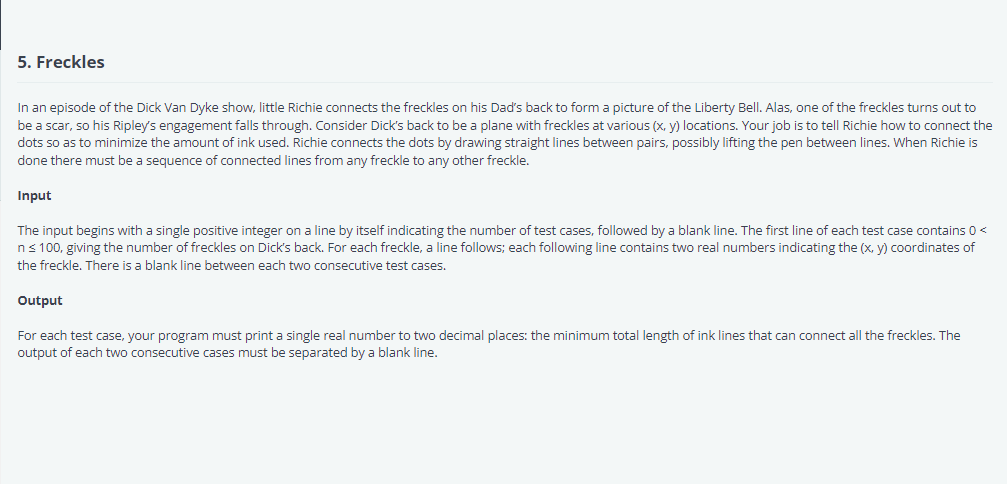 5. Freckles
In an episode of the Dick Van Dyke show, little Richie connects the freckles on his Dad's back to form a picture of the Liberty Bell. Alas, one of the freckles turns out to
be a scar, so his Ripley's engagement falls through. Consider Dick's back to be a plane with freckles at various (x, y) locations. Your job is to tell Richie how to connect the
dots so as to minimize the amount of ink used. Richie connects the dots by drawing straight lines between pairs, possibly lifting the pen between lines. When Richie is
done there must be a sequence of connected lines from any freckle to any other freckle.
Input
The input begins with a single positive integer on a line by itself indicating the number of test cases, followed by a blank line. The first line of each test case contains 0 <
n ≤ 100, giving the number of freckles on Dick's back. For each freckle, a line follows; each following line contains two real numbers indicating the (x, y) coordinates of
the freckle. There is a blank line between each two consecutive test cases.
Output
For each test case, your program must print a single real number to two decimal places: the minimum total length of ink lines that can connect all the freckles. The
output of each two consecutive cases must be separated by a blank line.